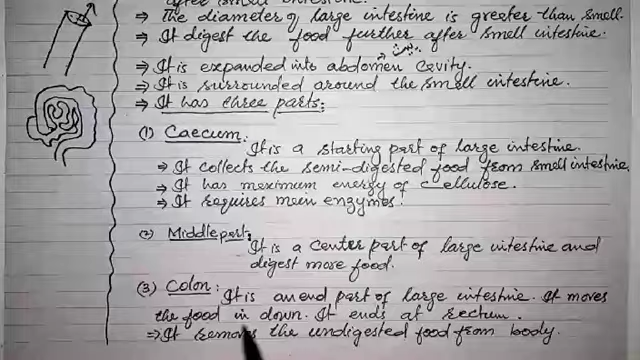 after small intestine.
⇒ The diameter of large intestine is greater than small.
⇒ It digest the food further after smell intestine.
⇒ It is expanded into abdomen cavity.
⇒ It is surrounded around the small intestine.
⇒ It has three parts:
(1) Caecum:
It is a starting part of large intestine.
⇒ It collects the semi-digested food from small intestine.
⇒ It has maximum energy of cellulose.
⇒ It requires main enzymes.
(2) Middle part:
It is a center part of large intestine and
digest more food.
(3) Colon: It is an end part of large intestine. It moves
the food in down. It ends at rectum.
⇒ It removes the undigested food from body.